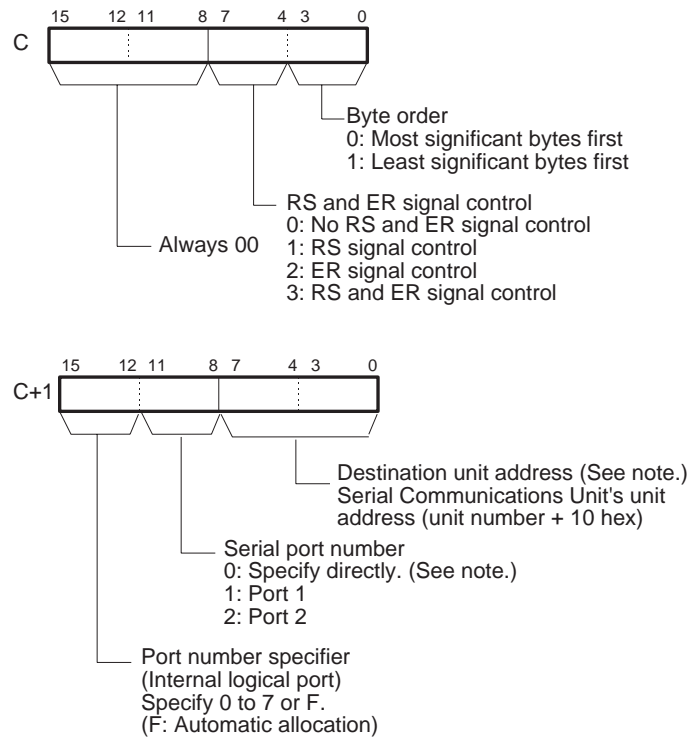 15 12 11 8 7 4 3 0
C
Byte order
0: Most significant bytes first
1: Least significant bytes first
RS and ER signal control
0: No RS and ER signal control
Always 00
1: RS signal control
2: ER signal control
3: RS and ER signal control
15 12 11 8 7 4 3 0
C+1
Destination unit address (See note.)
Serial Communications Unit's unit
address (unit number + 10 hex)
Serial port number
0: Specify directly. (See note.)
1: Port 1
2: Port 2
Port number specifier
(Internal logical port)
Specify 0 to 7 or F.
(F: Automatic allocation)